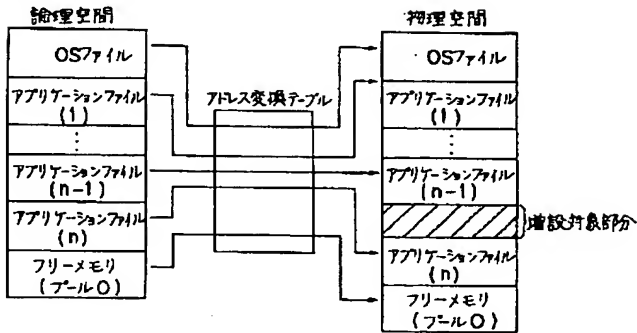 論理空間
OSファイル
アプリケーションファイル
(1)
⋮
アプリケーションファイル
(n-1)
アプリケーションファイル
(n)
フリーメモリ
(プール0)
アドレス変換テーブル
物理空間
OSファイル
アプリケーションファイル
(1)
⋮
アプリケーションファイル
(n-1)
増設対象部分
アプリケーションファイル
(n)
フリーメモリ
(プール0)